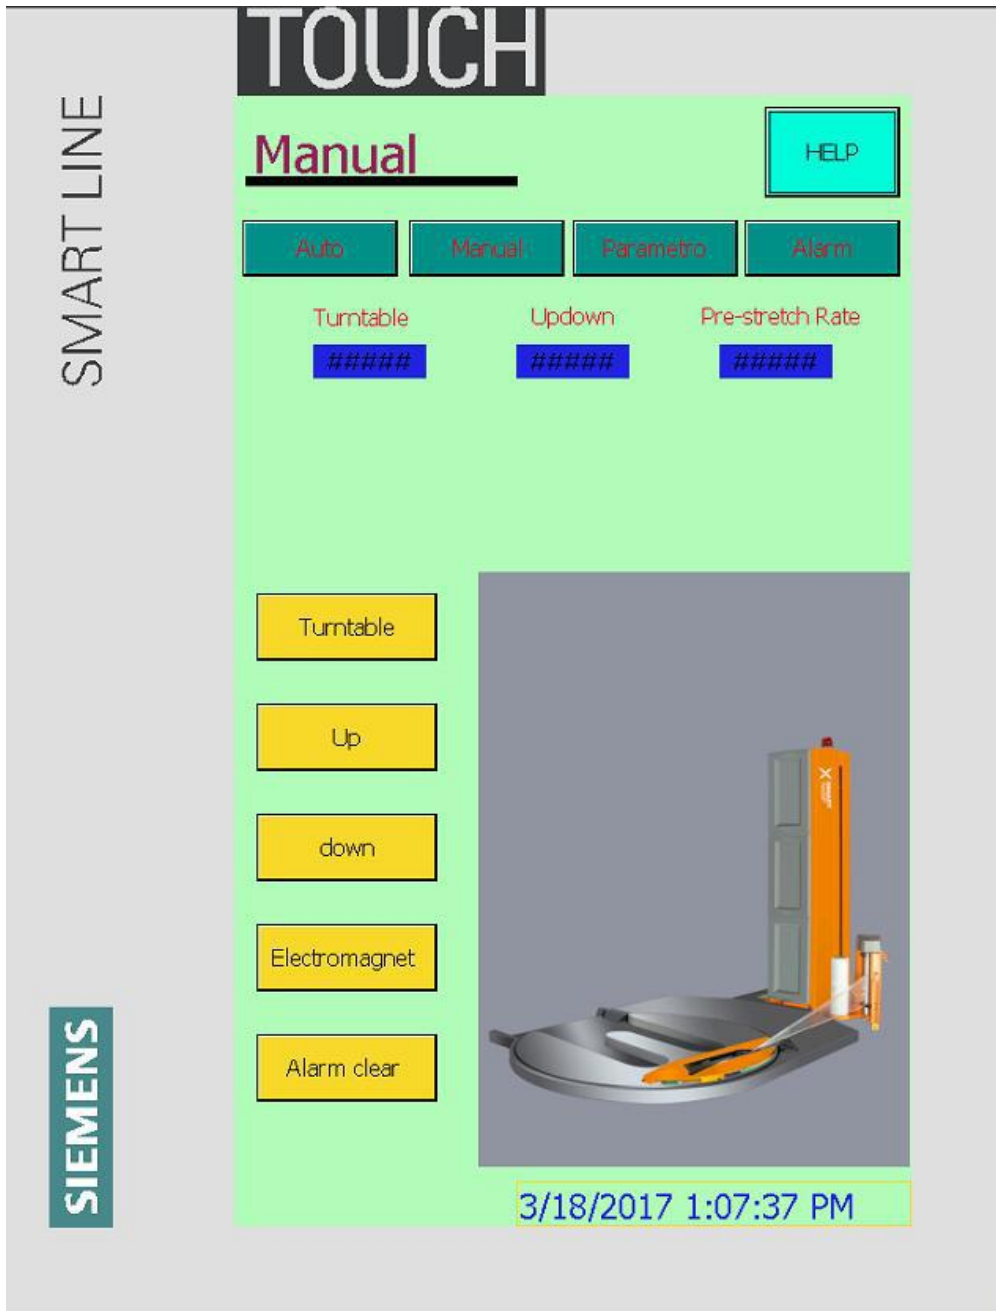 TOUCH
SMART LINE
Manual
HELP
Auto Manual Parametro Alarm
Turntable Updown Pre-stretch Rate
##### ##### #####
Turntable
Up
down
Electromagnet
Alarm clear
X
SIEMENS
3/18/2017 1:07:37 PM